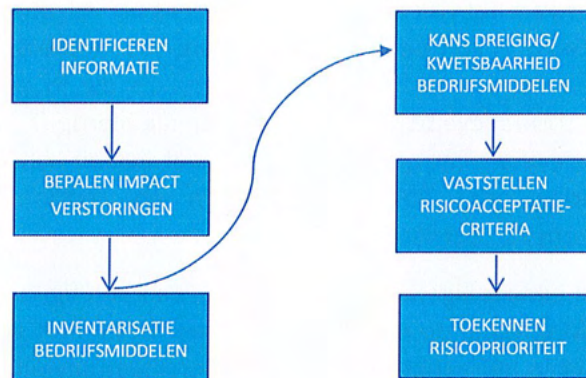 IDENTIFICEREN
INFORMATIE
BEPALEN IMPACT
VERSTORINGEN
INVENTARISATIE
BEDRIJFSMIDDELEN
KANS DREIGING/
KWETSBAARHEID
BEDRIJFSMIDDELEN
VASTSTELLEN
RISICOACCEPTATIE-
CRITERIA
TOEKENNEN
RISICOPRIORITEIT